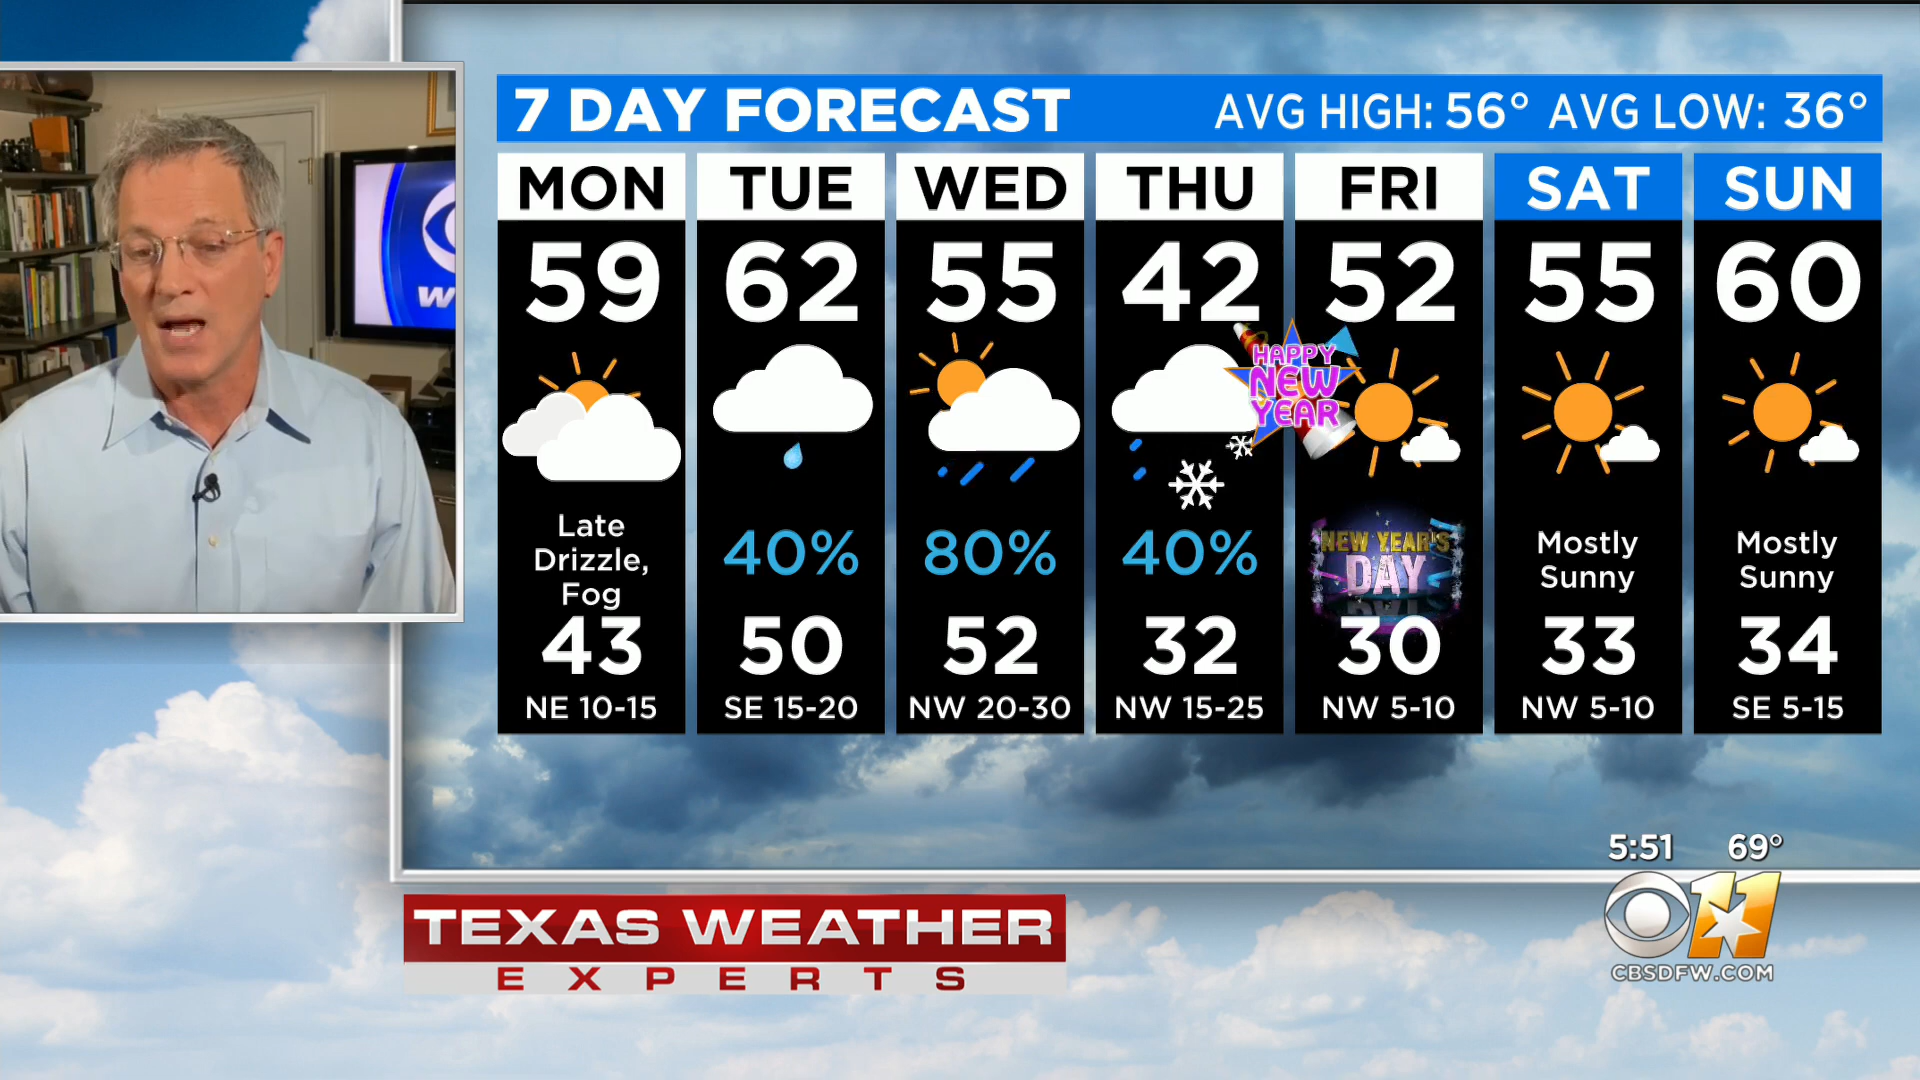 7 DAY FORECAST AVG HIGH: 56° AVG LOW: 36°
MON TUE WED THU FRI SAT SUN
59 62 55 42 52 55 60
HAPPY
NEW
YEAR
Late
Drizzle,
Fog
40%
80%
40%
NEW YEAR'S
DAY
Mostly
Sunny
Mostly
Sunny
43 50 52 32 30 33 34
NE 10-15 SE 15-20 NW 20-30 NW 15-25 NW 5-10 NW 5-10 SE 5-15
5:51 69°
11
TEXAS WEATHER
EXPERTS
CBSDFW.COM